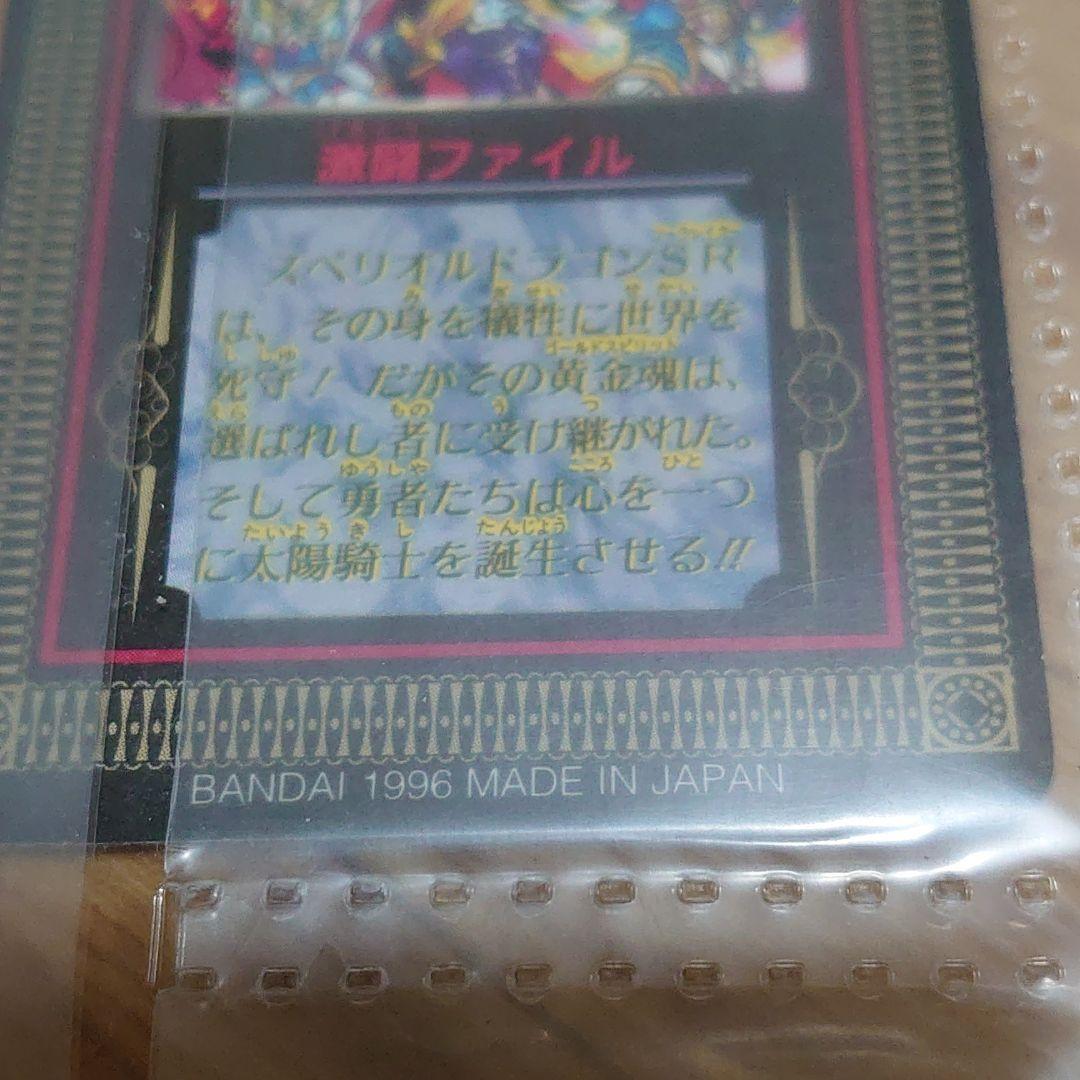 激闘ファイル
スペリオルドラゴンSR
は、その身を犠牲に世界を
死守! だがその黄金魂は、
選ばれし者に受け継がれた。
そして勇者たちは心を一つ
に太陽騎士を誕生させる!!
BANDAI 1996 MADE IN JAPAN